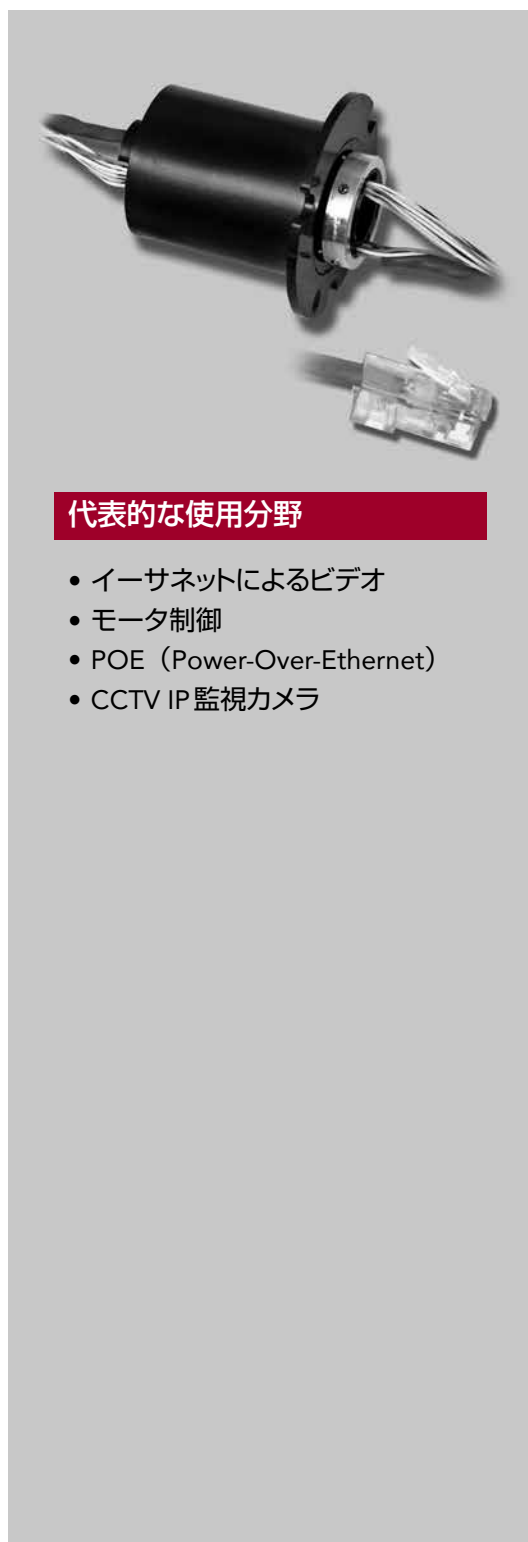 代表的な使用分野
• イーサネットによるビデオ
• モータ制御
• POE（Power-Over-Ethernet）
• CCTV IP監視カメラ